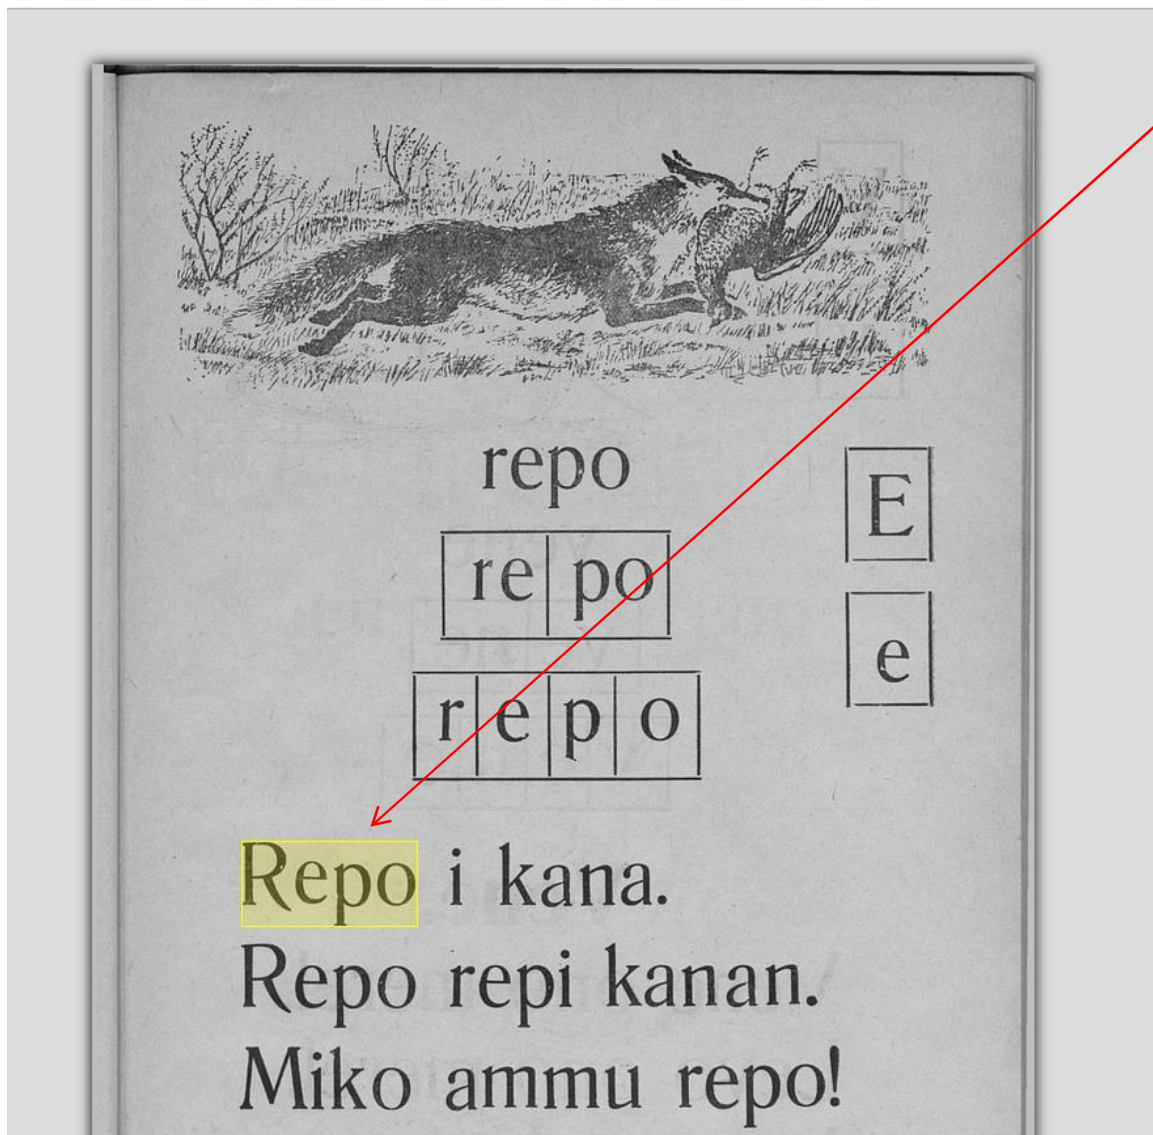 repo
E
re po
e
r e p o
Repo i kana.
Repo repi kanan.
Miko ammu repo!